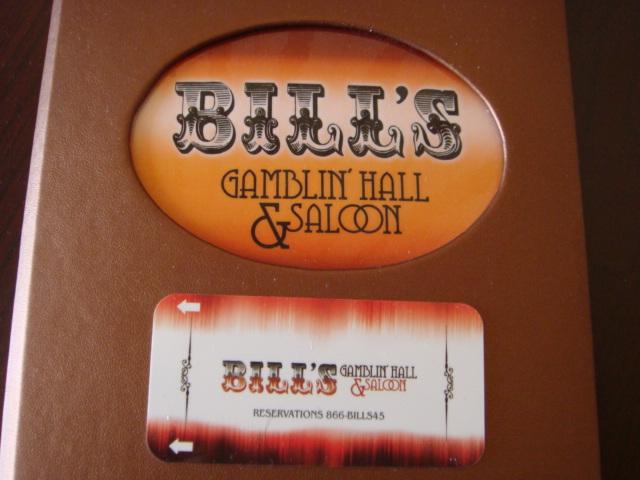 BILL'S
GAMBLIN' HALL
& SALOON
BILL'S GAMBLIN' HALL
& SALOON
RESERVATIONS 866-BILLS45